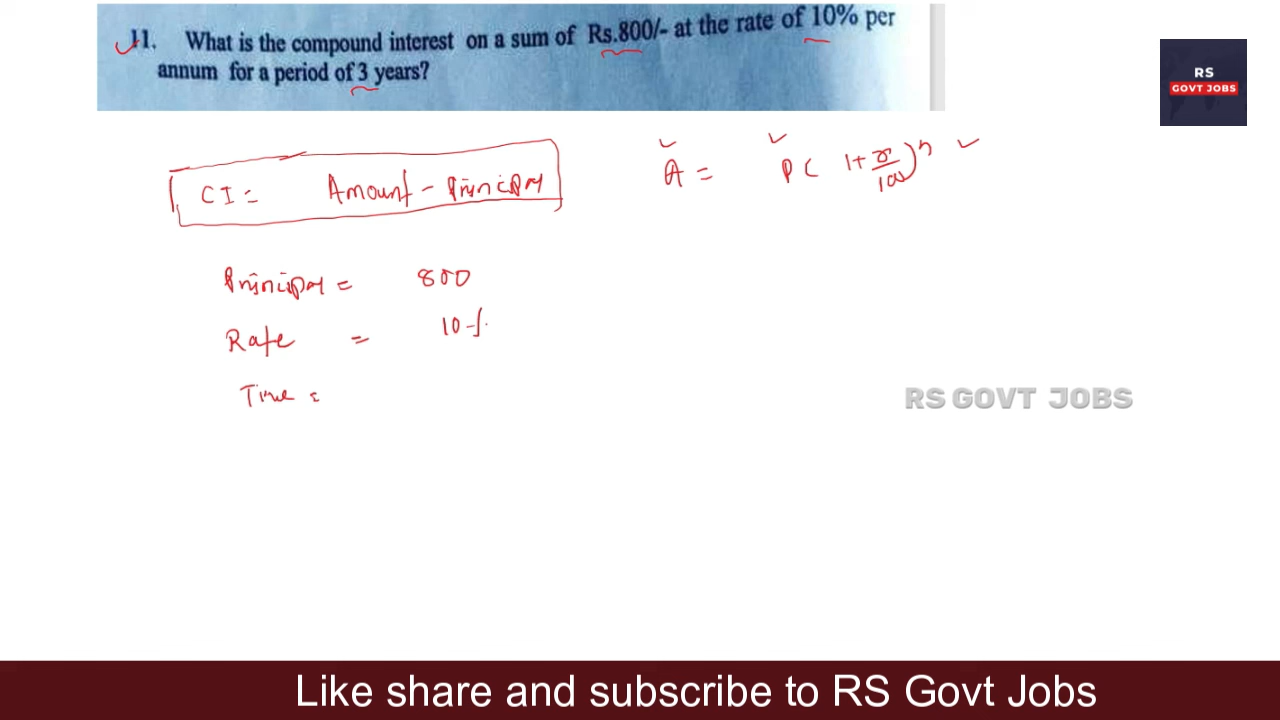 11. What is the compound interest on a sum of Rs.800/- at the rate of 10% per
annum for a period of 3 years?
RS
GOVT JOBS
CI = Amount - Principal
A = P ( 1 + r/100 )^n
Principal = 800
Rate = 10%
Time =
RS GOVT JOBS
Like share and subscribe to RS Govt Jobs